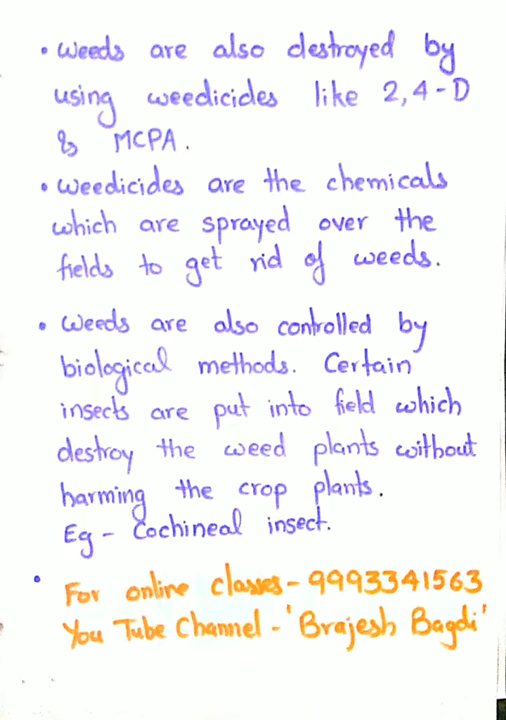 • Weeds are also destroyed by
using weedicides like 2,4-D
& MCPA.
• Weedicides are the chemicals
which are sprayed over the
fields to get rid of weeds.
• Weeds are also controlled by
biological methods. Certain
insects are put into field which
destroy the weed plants without
harming the crop plants.
Eg - Cochineal insect.
• For online classes - 9993341563
You Tube Channel - 'Brajesh Bagdi'